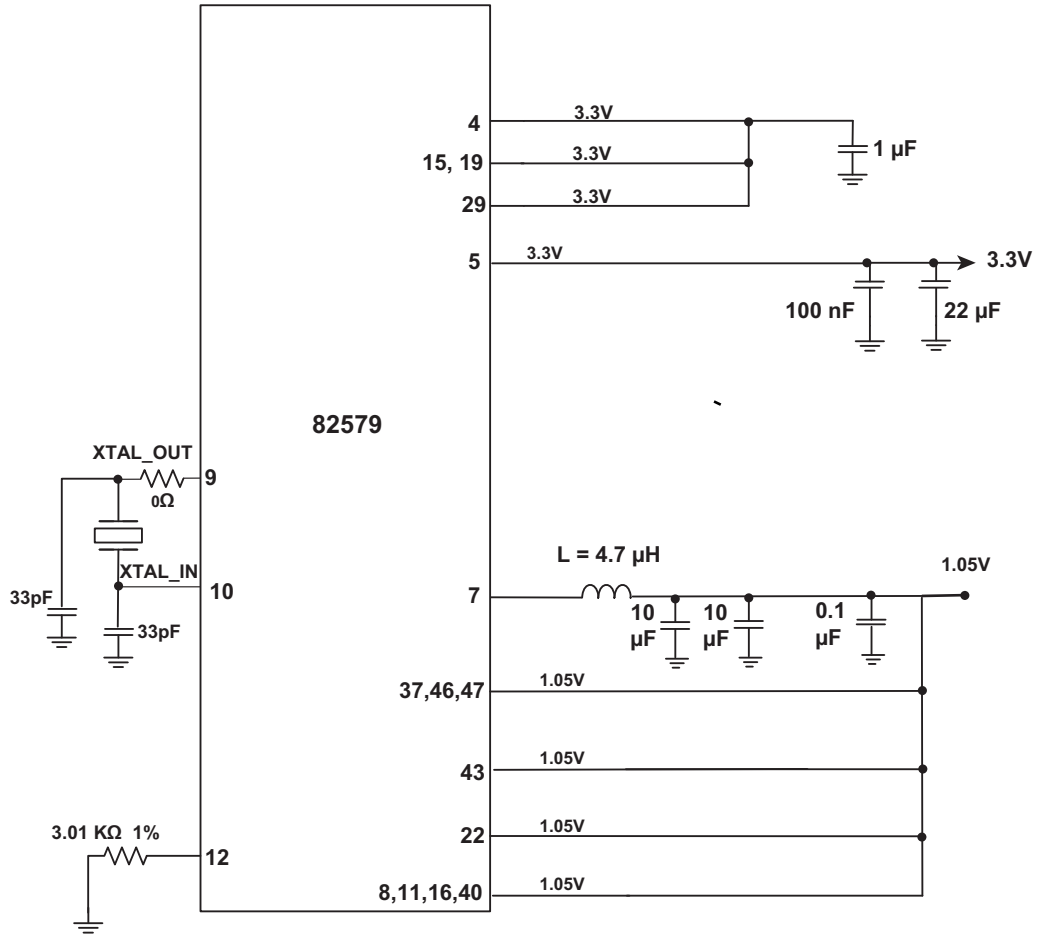 4
3.3V
1 µF
15, 19
3.3V
29
3.3V
5
3.3V
3.3V
100 nF
22 µF
82579
XTAL_OUT
9
0Ω
XTAL_IN
10
33pF
33pF
L = 4.7 µH
1.05V
7
10
µF
10
µF
0.1
µF
37,46,47
1.05V
43
1.05V
3.01 KΩ 1%
22
1.05V
12
8,11,16,40
1.05V